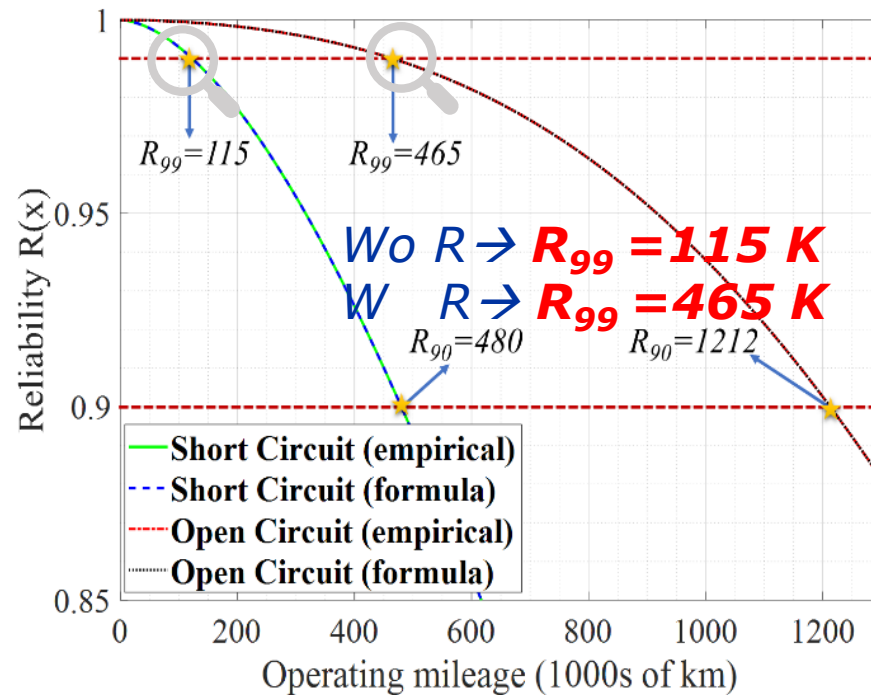 1
R99=115
R99=465
0.95
Wo R→ R99 =115 K
W R→ R99 =465 K
R90=480
R90=1212
0.9
Reliability R(x)
Short Circuit (empirical)
Short Circuit (formula)
Open Circuit (empirical)
Open Circuit (formula)
0.85
0 200 400 600 800 1000 1200
Operating mileage (1000s of km)